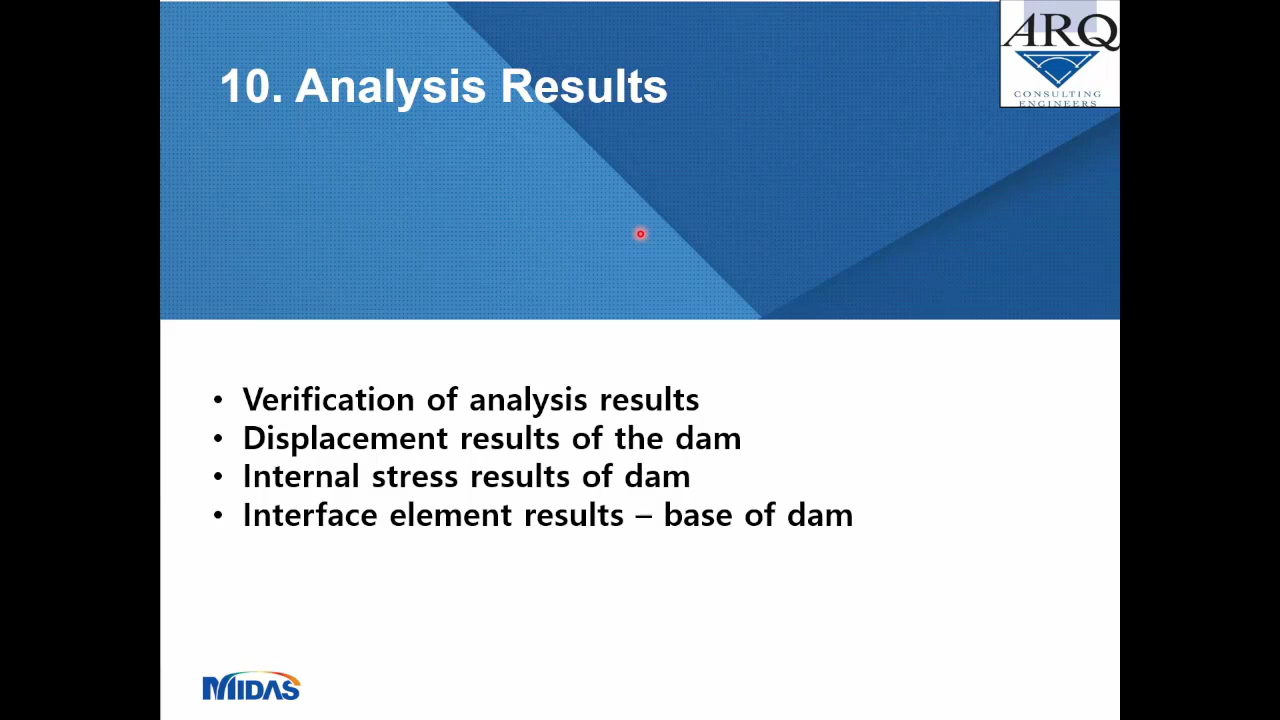 ARQ
CONSULTING
ENGINEERS
10. Analysis Results
• Verification of analysis results
• Displacement results of the dam
• Internal stress results of dam
• Interface element results – base of dam
MIDAS